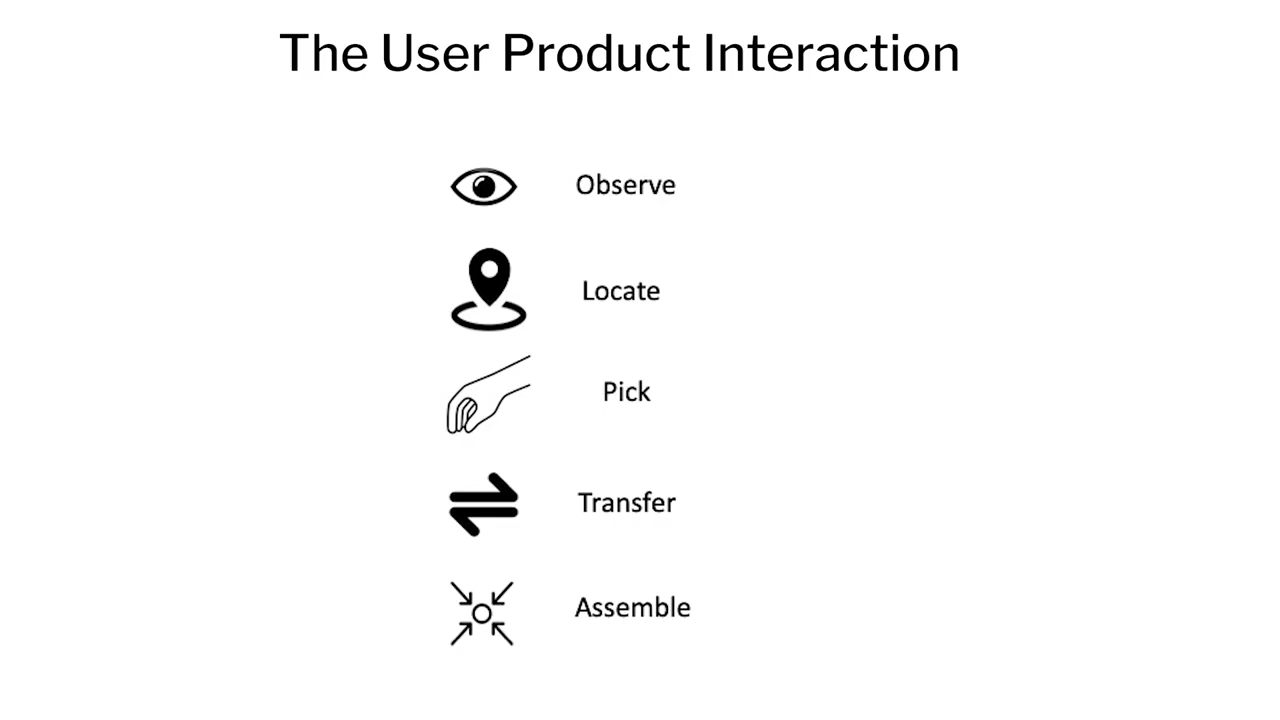 The User Product Interaction
Observe
Locate
Pick
Transfer
Assemble